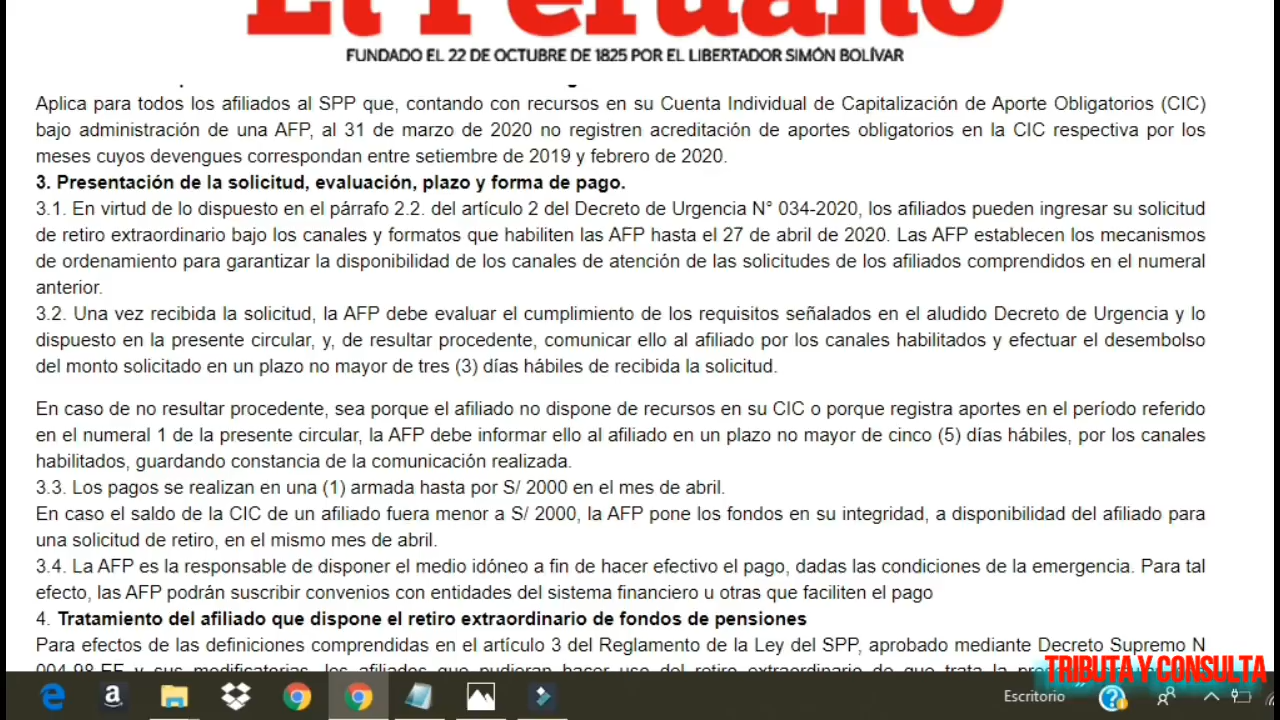 El Peruano
FUNDADO EL 22 DE OCTUBRE DE 1825 POR EL LIBERTADOR SIMÓN BOLÍVAR
Aplica para todos los afiliados al SPP que, contando con recursos en su Cuenta Individual de Capitalización de Aporte Obligatorios (CIC)
bajo administración de una AFP, al 31 de marzo de 2020 no registren acreditación de aportes obligatorios en la CIC respectiva por los
meses cuyos devengues correspondan entre setiembre de 2019 y febrero de 2020.
3. Presentación de la solicitud, evaluación, plazo y forma de pago.
3.1. En virtud de lo dispuesto en el párrafo 2.2. del artículo 2 del Decreto de Urgencia N° 034-2020, los afiliados pueden ingresar su solicitud
de retiro extraordinario bajo los canales y formatos que habiliten las AFP hasta el 27 de abril de 2020. Las AFP establecen los mecanismos
de ordenamiento para garantizar la disponibilidad de los canales de atención de las solicitudes de los afiliados comprendidos en el numeral
anterior.
3.2. Una vez recibida la solicitud, la AFP debe evaluar el cumplimiento de los requisitos señalados en el aludido Decreto de Urgencia y lo
dispuesto en la presente circular, y, de resultar procedente, comunicar ello al afiliado por los canales habilitados y efectuar el desembolso
del monto solicitado en un plazo no mayor de tres (3) días hábiles de recibida la solicitud.
En caso de no resultar procedente, sea porque el afiliado no dispone de recursos en su CIC o porque registra aportes en el período referido
en el numeral 1 de la presente circular, la AFP debe informar ello al afiliado en un plazo no mayor de cinco (5) días hábiles, por los canales
habilitados, guardando constancia de la comunicación realizada.
3.3. Los pagos se realizan en una (1) armada hasta por S/ 2000 en el mes de abril.
En caso el saldo de la CIC de un afiliado fuera menor a S/ 2000, la AFP pone los fondos en su integridad, a disponibilidad del afiliado para
una solicitud de retiro, en el mismo mes de abril.
3.4. La AFP es la responsable de disponer el medio idóneo a fin de hacer efectivo el pago, dadas las condiciones de la emergencia. Para tal
efecto, las AFP podrán suscribir convenios con entidades del sistema financiero u otras que faciliten el pago
4. Tratamiento del afiliado que dispone el retiro extraordinario de fondos de pensiones
Para efectos de las definiciones comprendidas en el artículo 3 del Reglamento de la Ley del SPP, aprobado mediante Decreto Supremo N
004-98-EF y sus modificatorias, los afiliados que pudieran hacer uso del retiro extraordinario de que trata la
TRIBUTA Y CONSULTA
Escritorio